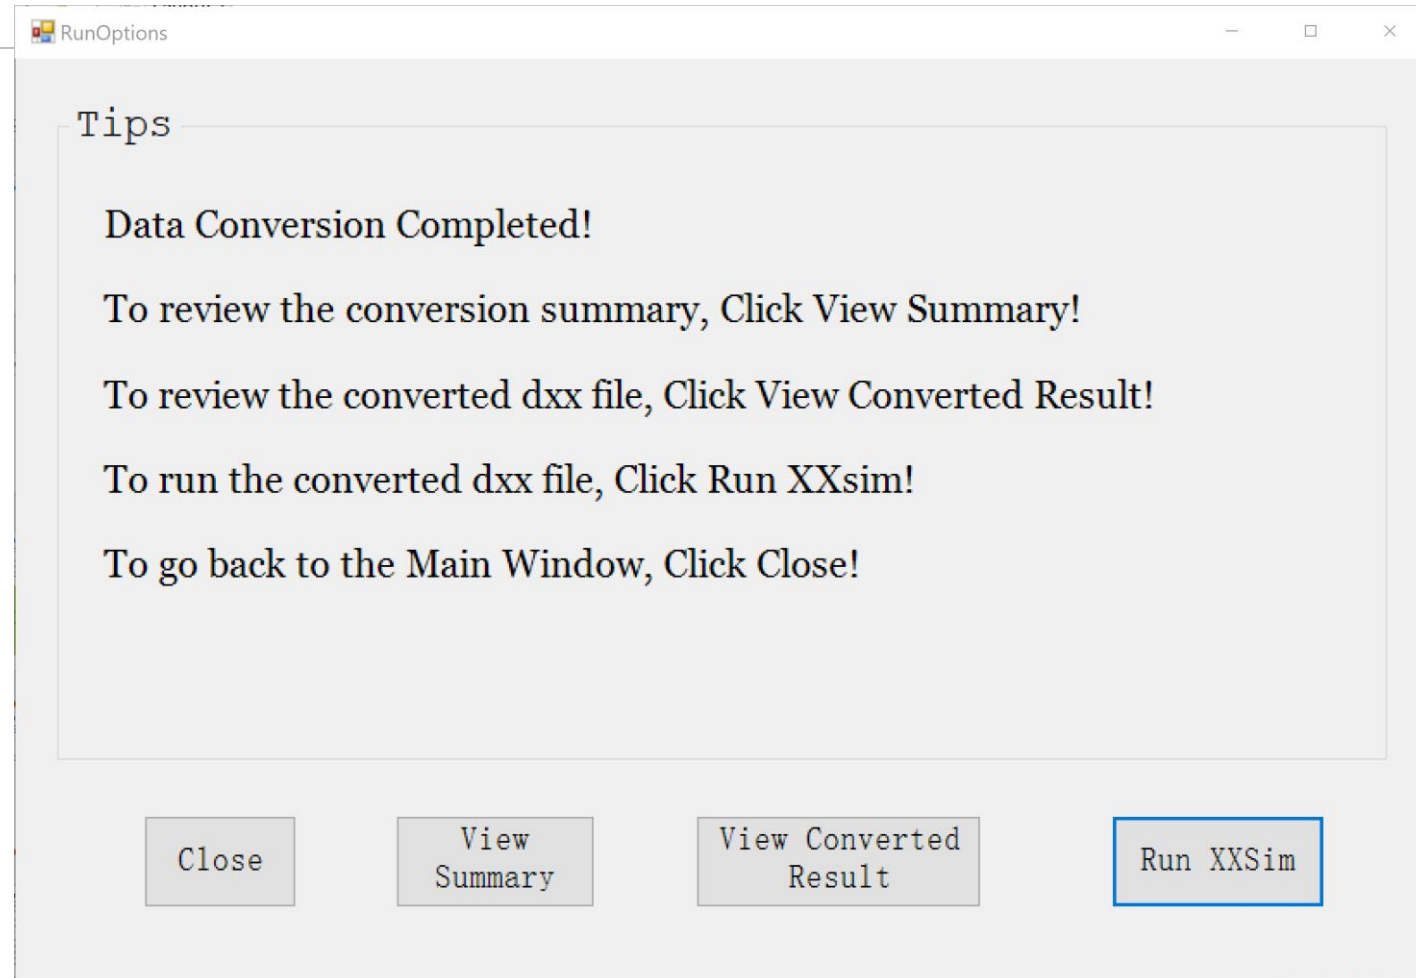 RunOptions
Tips
Data Conversion Completed!
To review the conversion summary, Click View Summary!
To review the converted dxx file, Click View Converted Result!
To run the converted dxx file, Click Run XXsim!
To go back to the Main Window, Click Close!
Close
View
Summary
View Converted
Result
Run XXSim